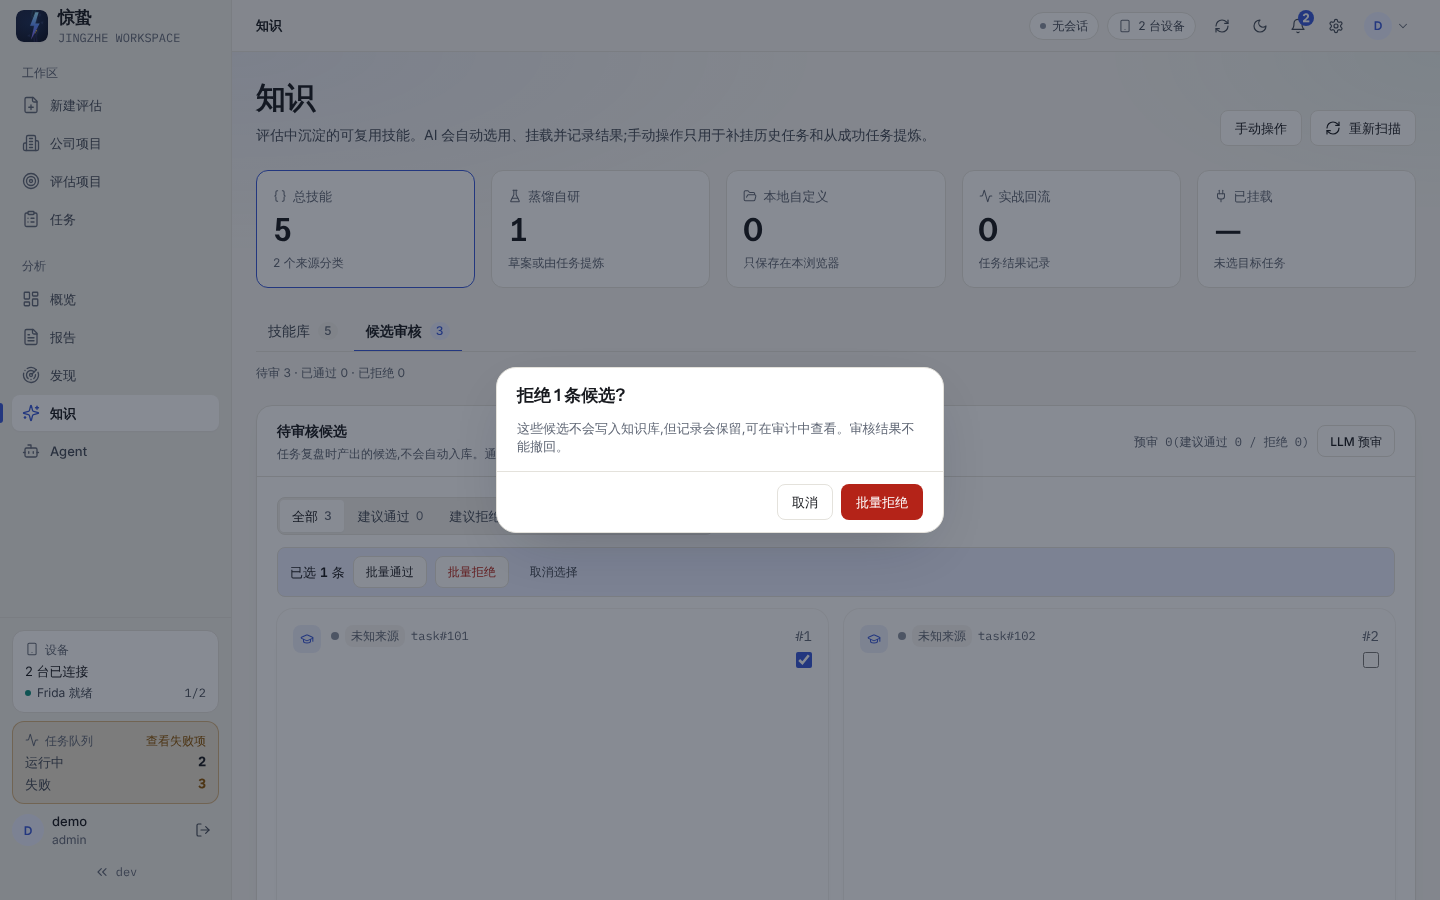 惊蛰
JINGZHE WORKSPACE
工作区
新建评估
公司项目
评估项目
任务
分析
概览
报告
发现
知识
Agent
设备
2 台已连接
Frida 就绪 1/2
任务队列 查看失败项
运行中 2
失败 3
D demo
admin
dev
知识
无会话
2 台设备
2
D
知识
评估中沉淀的可复用技能。AI 会自动选用、挂载并记录结果;手动操作只用于补挂历史任务和从成功任务提炼。
手动操作
重新扫描
总技能
5
2 个来源分类
蒸馏自研
1
草案或由任务提炼
本地自定义
0
只保存在本浏览器
实战回流
0
任务结果记录
已挂载
—
未选目标任务
技能库 5
候选审核 3
待审 3 · 已通过 0 · 已拒绝 0
待审核候选
任务复盘时产出的候选,不会自动入库。通
预审 0(建议通过 0 / 拒绝 0)
LLM 预审
全部 3
建议通过 0
建议拒绝
已选 1 条
批量通过
批量拒绝
取消选择
未知来源 task#101 #1
未知来源 task#102 #2
拒绝 1 条候选?
这些候选不会写入知识库,但记录会保留,可在审计中查看。审核结果不
能撤回。
取消
批量拒绝